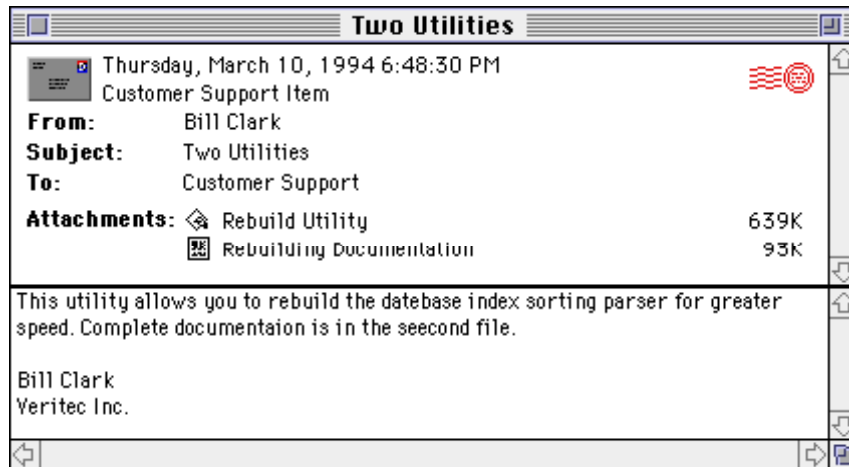 Two Utilities
Thursday, March 10, 1994 6:48:30 PM
Customer Support Item
From: Bill Clark
Subject: Two Utilities
To: Customer Support
Attachments: Rebuild Utility 639K
Rebuilding Documentation 93K
This utility allows you to rebuild the datebase index sorting parser for greater
speed. Complete documentaion is in the seecond file.
Bill Clark
Veritec Inc.